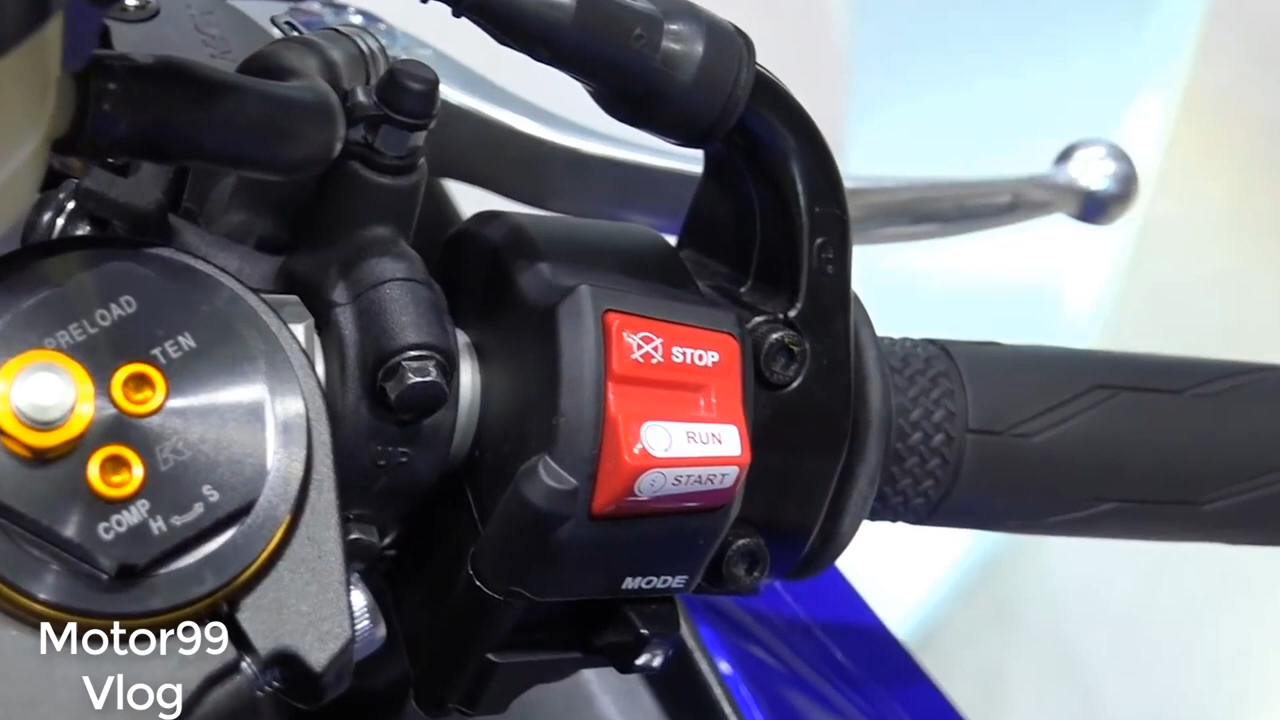 PRELOAD
TEN
COMP
H S
UP
STOP
RUN
START
MODE
Motor99
Vlog